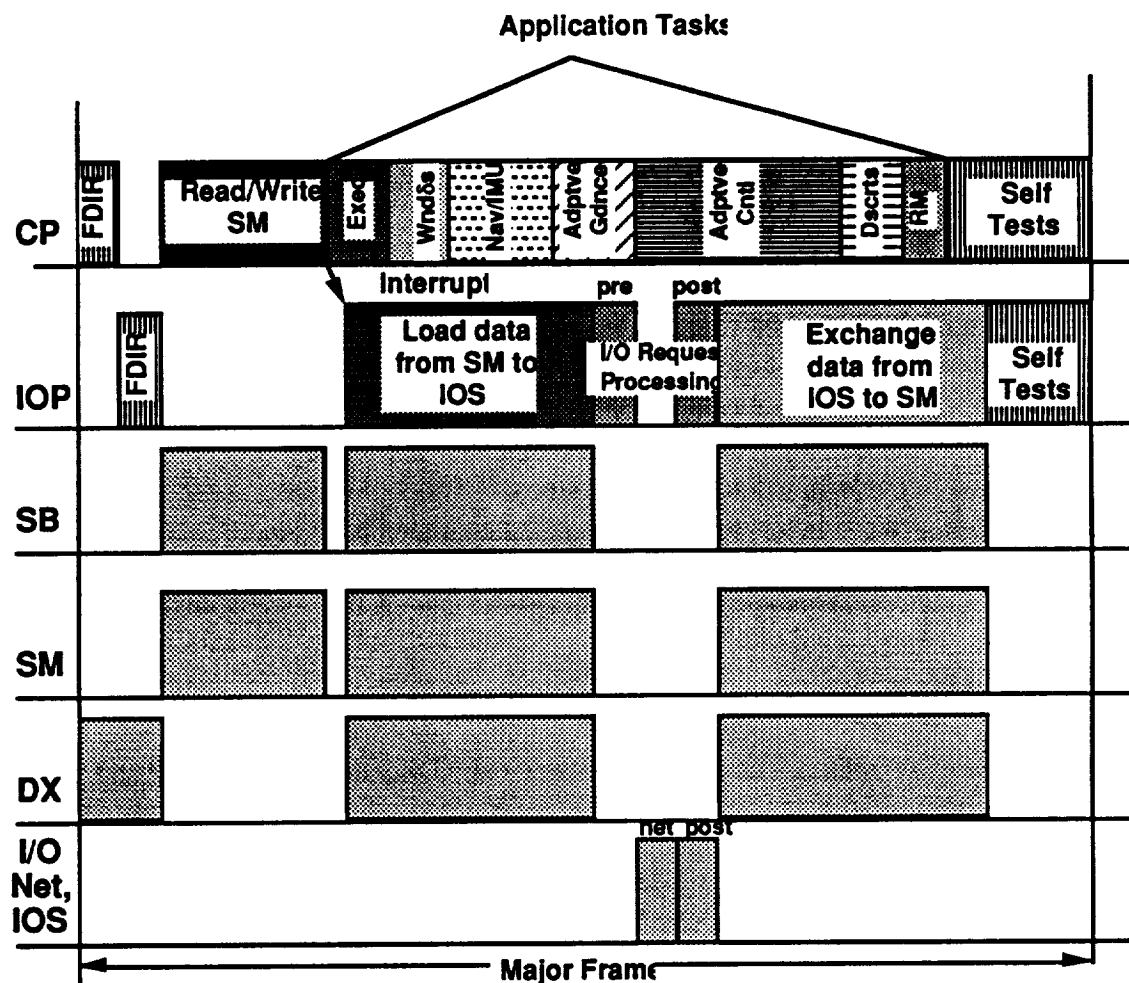 Application Tasks
CP
FDIR
Read/Write
SM
Exec
Wndδs
Nav/IMU
Adptve
Gdnce
Adptve
Cntl
Dscrts
RM
Self
Tests
Interrupt
pre
post
IOP
FDIR
Load data
from SM to
IOS
I/O Reques
Processing
Exchange
data from
IOS to SM
Self
Tests
SB
SM
DX
net
post
I/O
Net,
IOS
Major Frame